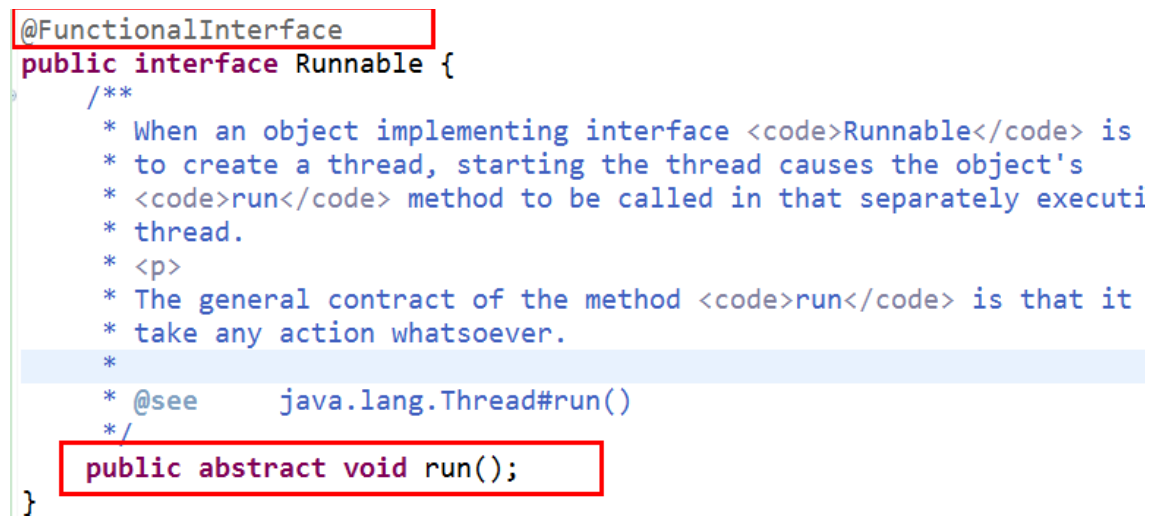 @FunctionalInterface
public interface Runnable {
/**
* When an object implementing interface <code>Runnable</code> is
* to create a thread, starting the thread causes the object's
* <code>run</code> method to be called in that separately executi
* thread.
* <p>
* The general contract of the method <code>run</code> is that it
* take any action whatsoever.
*
* @see java.lang.Thread#run()
*/
public abstract void run();
}